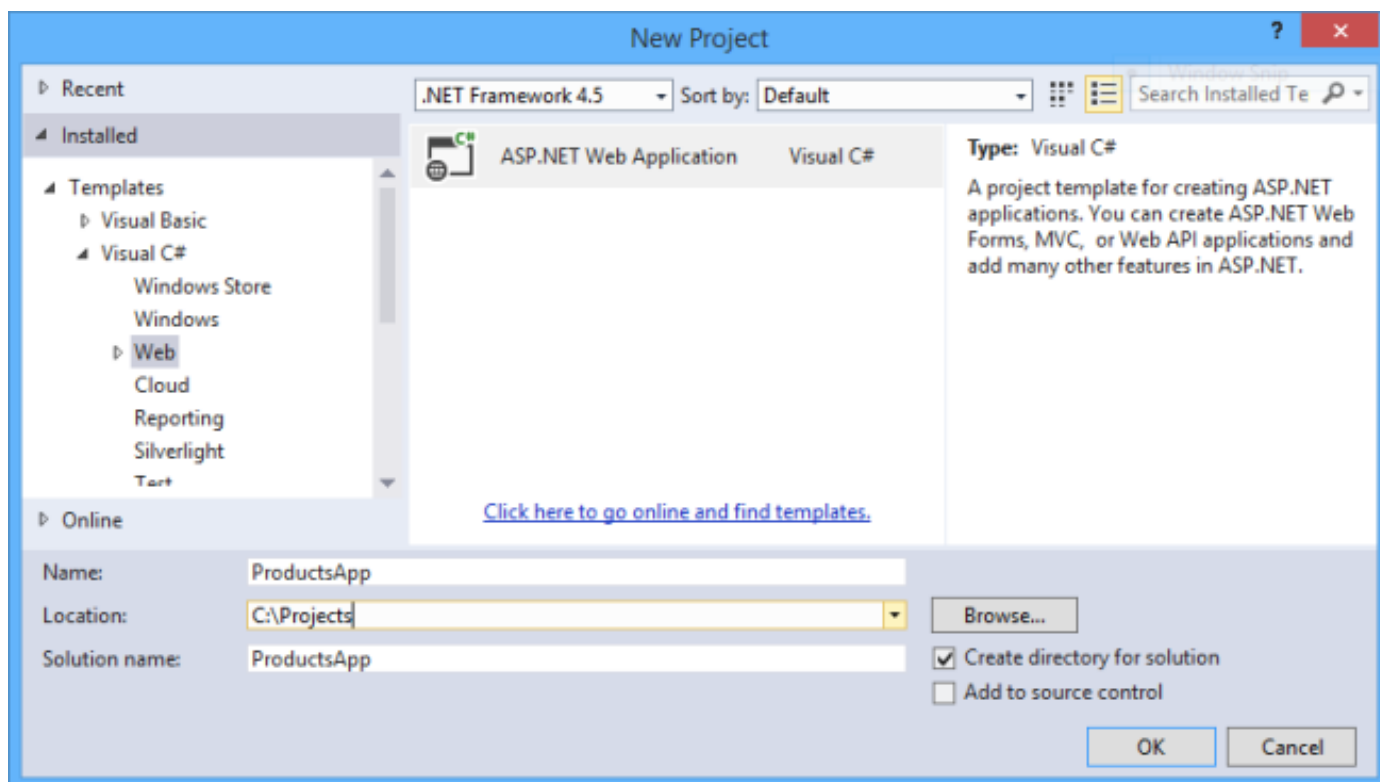 New Project
?
Recent
.NET Framework 4.5 Sort by: Default
Window Snip
Search Installed Te
Installed
Templates
Visual Basic
Visual C#
Windows Store
Windows
Web
Cloud
Reporting
Silverlight
Test
Online
C#
ASP.NET Web Application Visual C#
Click here to go online and find templates.
Type: Visual C#
A project template for creating ASP.NET
applications. You can create ASP.NET Web
Forms, MVC, or Web API applications and
add many other features in ASP.NET.
Name: ProductsApp
Location: C:\Projects Browse...
Solution name: ProductsApp
Create directory for solution
Add to source control
OK Cancel